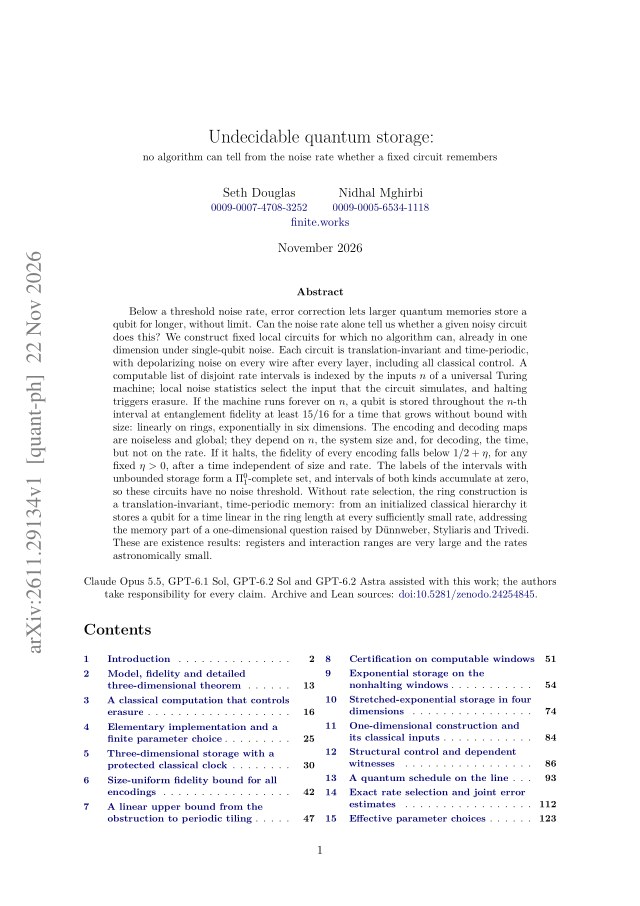 Undecidable quantum storage:
no algorithm can tell from the noise rate whether a fixed circuit remembers
Seth Douglas Nidhal Mghirbi
0009-0007-4708-3252 0009-0005-6534-1118
finite.works
November 2026
arXiv:2611.29134v1 [quant-ph] 22 Nov 2026
Abstract
Below a threshold noise rate, error correction lets larger quantum memories store a
qubit for longer, without limit. Can the noise rate alone tell us whether a given noisy circuit
does this? We construct fixed local circuits for which no algorithm can, already in one
dimension under single-qubit noise. Each circuit is translation-invariant and time-periodic,
with depolarizing noise on every wire after every layer, including all classical control. A
computable list of disjoint rate intervals is indexed by the inputs n of a universal Turing
machine; local noise statistics select the input that the circuit simulates, and halting
triggers erasure. If the machine runs forever on n, a qubit is stored throughout the n-th
interval at entanglement fidelity at least 15/16 for a time that grows without bound with
size: linearly on rings, exponentially in six dimensions. The encoding and decoding maps
are noiseless and global; they depend on n, the system size and, for decoding, the time,
but not on the rate. If it halts, the fidelity of every encoding falls below 1/2 + η, for any
fixed η > 0, after a time independent of size and rate. The labels of the intervals with
unbounded storage form a Π⁰₁-complete set, and intervals of both kinds accumulate at zero,
so these circuits have no noise threshold. Without rate selection, the ring construction is
a translation-invariant, time-periodic memory: from an initialized classical hierarchy it
stores a qubit for a time linear in the ring length at every sufficiently small rate, addressing
the memory part of a one-dimensional question raised by Dünnweber, Styliaris and Trivedi.
These are existence results: registers and interaction ranges are very large and the rates
astronomically small.
Claude Opus 5.5, GPT-6.1 Sol, GPT-6.2 Sol and GPT-6.2 Astra assisted with this work; the authors
take responsibility for every claim. Archive and Lean sources: doi:10.5281/zenodo.24254845.
Contents
1 Introduction . . . . . . . . . . . . . . . 2
2 Model, fidelity and detailed
three-dimensional theorem . . . . . . 13
3 A classical computation that controls
erasure . . . . . . . . . . . . . . . . . . . 16
4 Elementary implementation and a
finite parameter choice . . . . . . . . . 25
5 Three-dimensional storage with a
protected classical clock . . . . . . . . 30
6 Size-uniform fidelity bound for all
encodings . . . . . . . . . . . . . . . . . 42
7 A linear upper bound from the
obstruction to periodic tiling . . . . . 47
8 Certification on computable windows 51
9 Exponential storage on the
nonhalting windows . . . . . . . . . . . 54
10 Stretched-exponential storage in four
dimensions . . . . . . . . . . . . . . . . 74
11 One-dimensional construction and
its classical inputs . . . . . . . . . . . . 84
12 Structural control and dependent
witnesses . . . . . . . . . . . . . . . . . 86
13 A quantum schedule on the line . . . 93
14 Exact rate selection and joint error
estimates . . . . . . . . . . . . . . . . . 112
15 Effective parameter choices . . . . . . 123
1